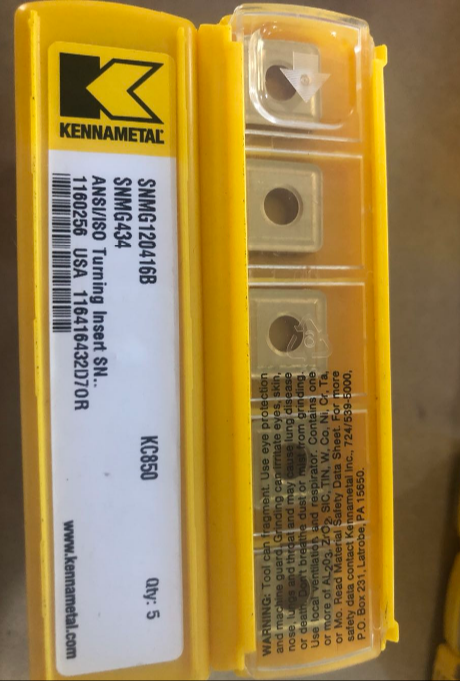 KENNAMETAL
SNMG120416B KC850 Qty: 5
SNMG434
ANSI/ISO Turning Insert SN..
1160256 USA 116416432D70R
www.kennametal.com
WARNING: Tool can fragment. Use eye protection
and machine guard. Grinding can irritate eyes, skin,
nose, lungs and throat and may cause lung disease
or death. Don't breathe dust or mist from grinding.
Use local ventilation and respirator. Contains one
or more of AL2O3, ZrO2, SIC, TIN, W, Co, Ni, Cr, Ta,
or Mo. Read Material Safety Data Sheet. For more
safety data contact Kennametal Inc., 724/539-5000,
P.O. Box 231, Latrobe, PA 15650.